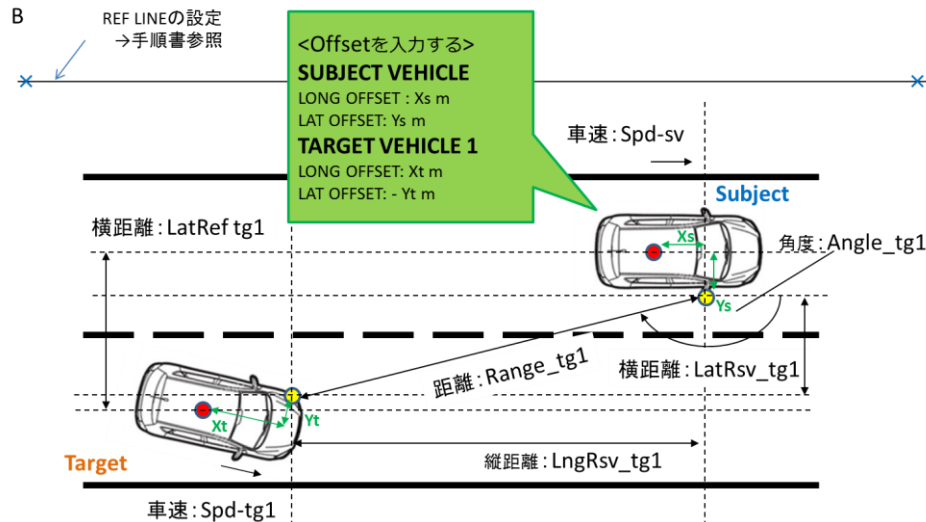 B
REF LINEの設定
→手順書参照
<Offsetを入力する>
SUBJECT VEHICLE
LONG OFFSET : Xs m
LAT OFFSET: Ys m
TARGET VEHICLE 1
LONG OFFSET: Xt m
LAT OFFSET: - Yt m
車速:Spd-sv
Subject
横距離:LatRef tg1
Xs
角度:Angle_tg1
Ys
距離:Range_tg1
横距離:LatRsv_tg1
Xt
Yt
縦距離:LngRsv_tg1
Target
車速:Spd-tg1